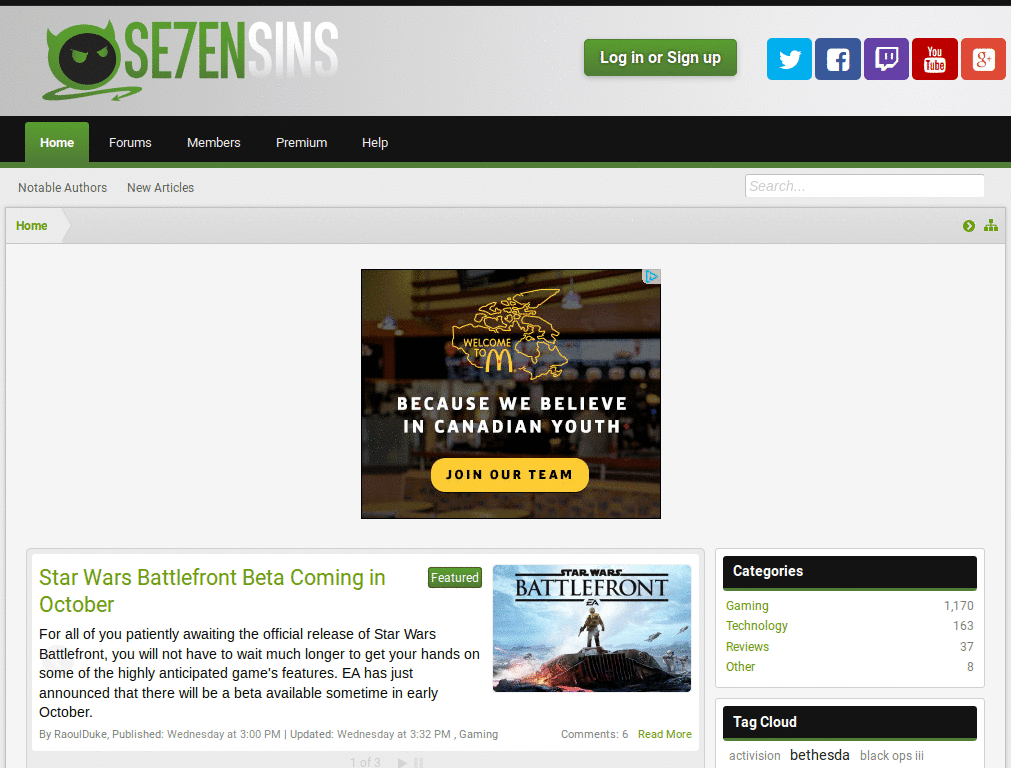 SE7ENSINS
Log in or Sign up
You
Tube
g+
Home
Forums
Members
Premium
Help
Notable Authors
New Articles
Search...
Home
WELCOME
TO M
BECAUSE WE BELIEVE
IN CANADIAN YOUTH
JOIN OUR TEAM
Star Wars Battlefront Beta Coming in
October
Featured
For all of you patiently awaiting the official release of Star Wars
Battlefront, you will not have to wait much longer to get your hands on
some of the highly anticipated game's features. EA has just
announced that there will be a beta available sometime in early
October.
By RaoulDuke, Published: Wednesday at 3:00 PM | Updated: Wednesday at 3:32 PM , Gaming
Comments: 6 Read More
STAR WARS
BATTLEFRONT
EA
1 of 3
Categories
Gaming 1,170
Technology 163
Reviews 37
Other 8
Tag Cloud
activision bethesda black ops iii